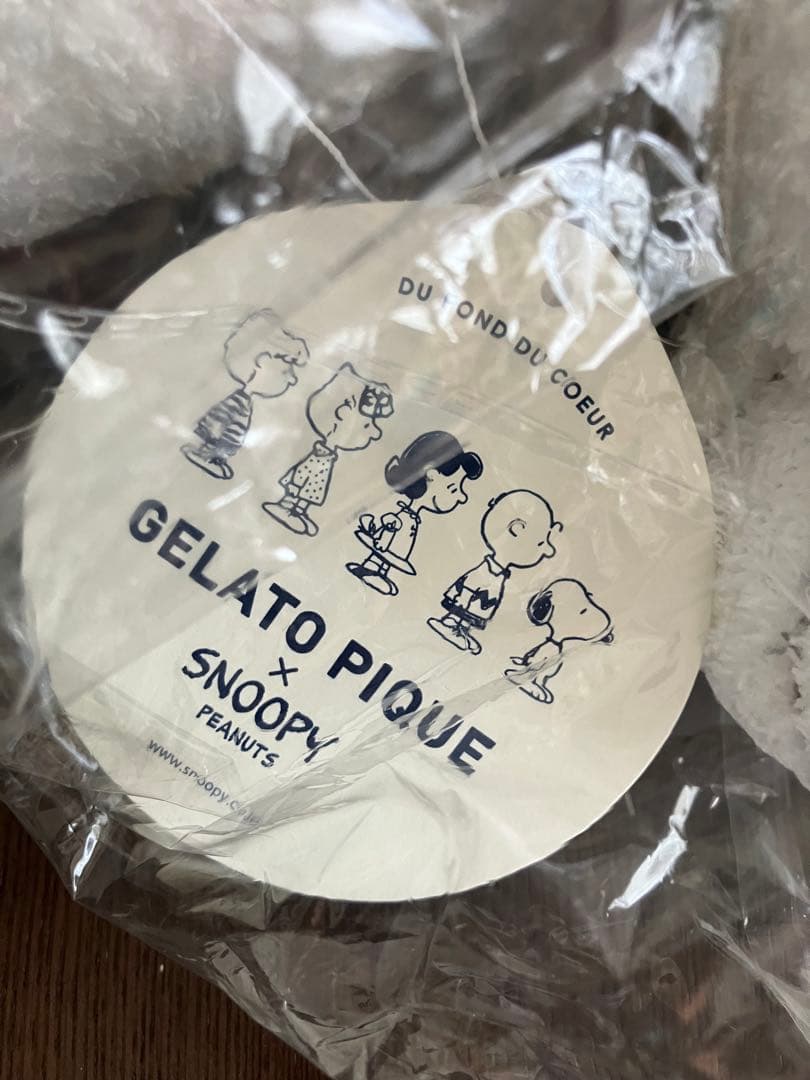 DU FOND DU COEUR
GELATO PIQUE
×
SNOOPY
PEANUTS